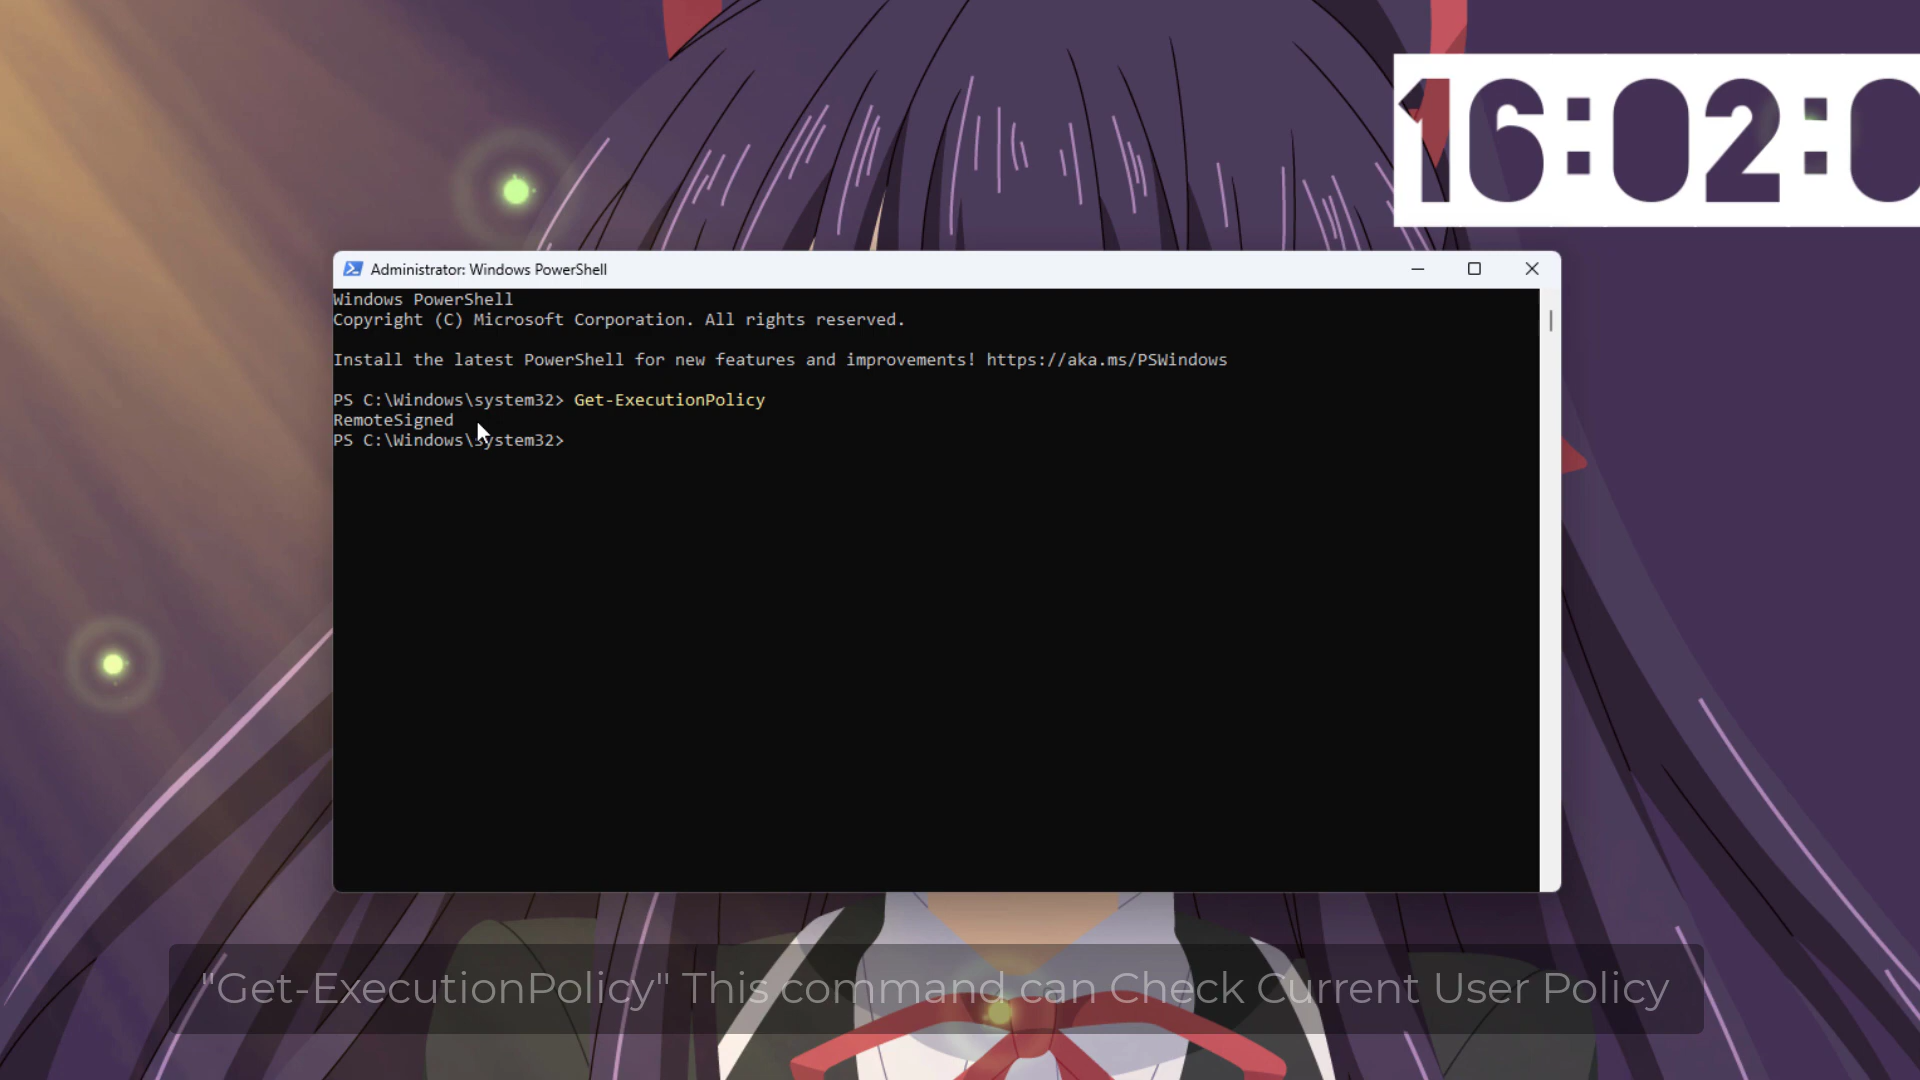 16:02:0
Administrator: Windows PowerShell
Windows PowerShell
Copyright (C) Microsoft Corporation. All rights reserved.
Install the latest PowerShell for new features and improvements! https://aka.ms/PSWindows
PS C:\Windows\system32> Get-ExecutionPolicy
RemoteSigned
PS C:\Windows\system32>
"Get-ExecutionPolicy" This command can Check Current User Policy